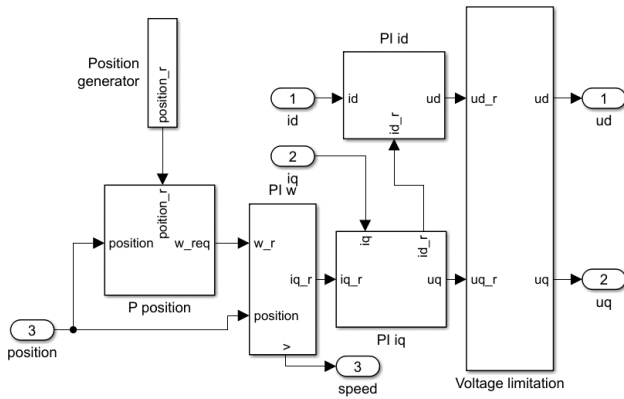 Position
generator
position_r
poition_r
position
w_req
P position
3
position
PI w
w_r
iq_r
position
>
3
speed
1
id
2
iq
PI id
id
ud
id_r
iq
id_r
iq_r
uq
PI iq
ud_r
ud
uq_r
uq
Voltage limitation
1
ud
2
uq